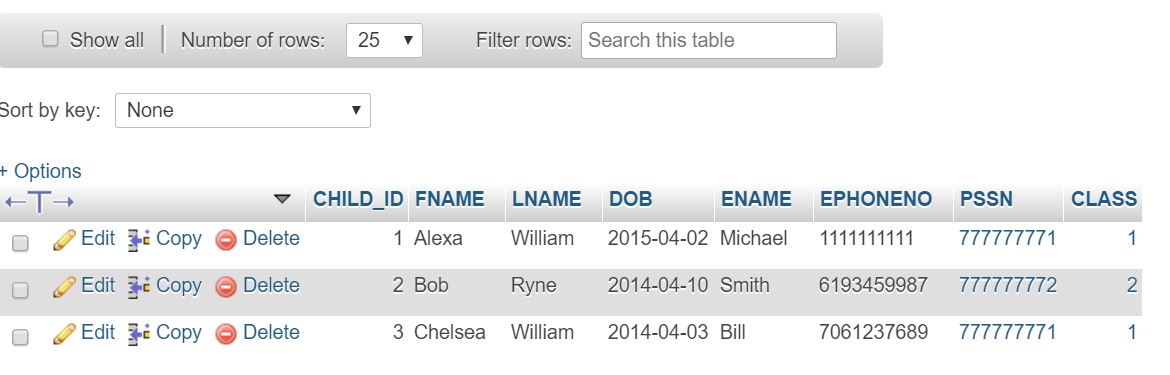 Show all Number of rows: 25 Filter rows: Search this table
Sort by key: None
+ Options
CHILD_ID FNAME LNAME DOB ENAME EPHONENO PSSN CLASS
Edit Copy Delete 1 Alexa William 2015-04-02 Michael 1111111111 777777771 1
Edit Copy Delete 2 Bob Ryne 2014-04-10 Smith 6193459987 777777772 2
Edit Copy Delete 3 Chelsea William 2014-04-03 Bill 7061237689 777777771 1